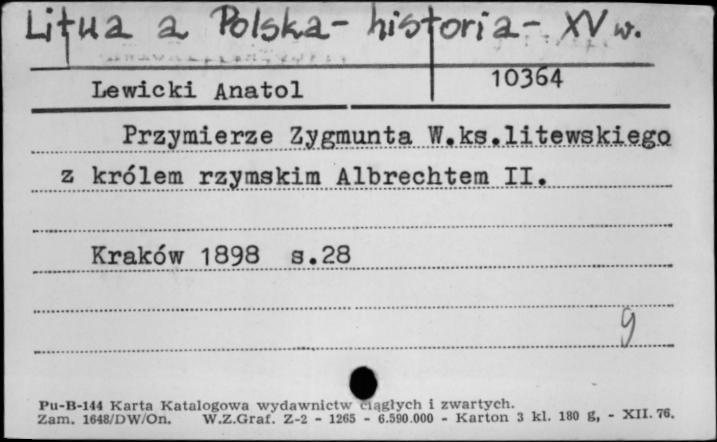 Litua a Polska - historia - XV w.
Lewicki Anatol
10364
Przymierze Zygmunta W.ks.litewskiego
z królem rzymskim Albrechtem II.
Kraków 1898 s.28
g
Pu-B-144 Karta Katalogowa wydawnictw ciągłych i zwartych.
Zam. 1648/DW/On. W.Z.Graf. Z-2 - 1265 - 6.590.000 - Karton 3 kl. 180 g, - XII. 76.